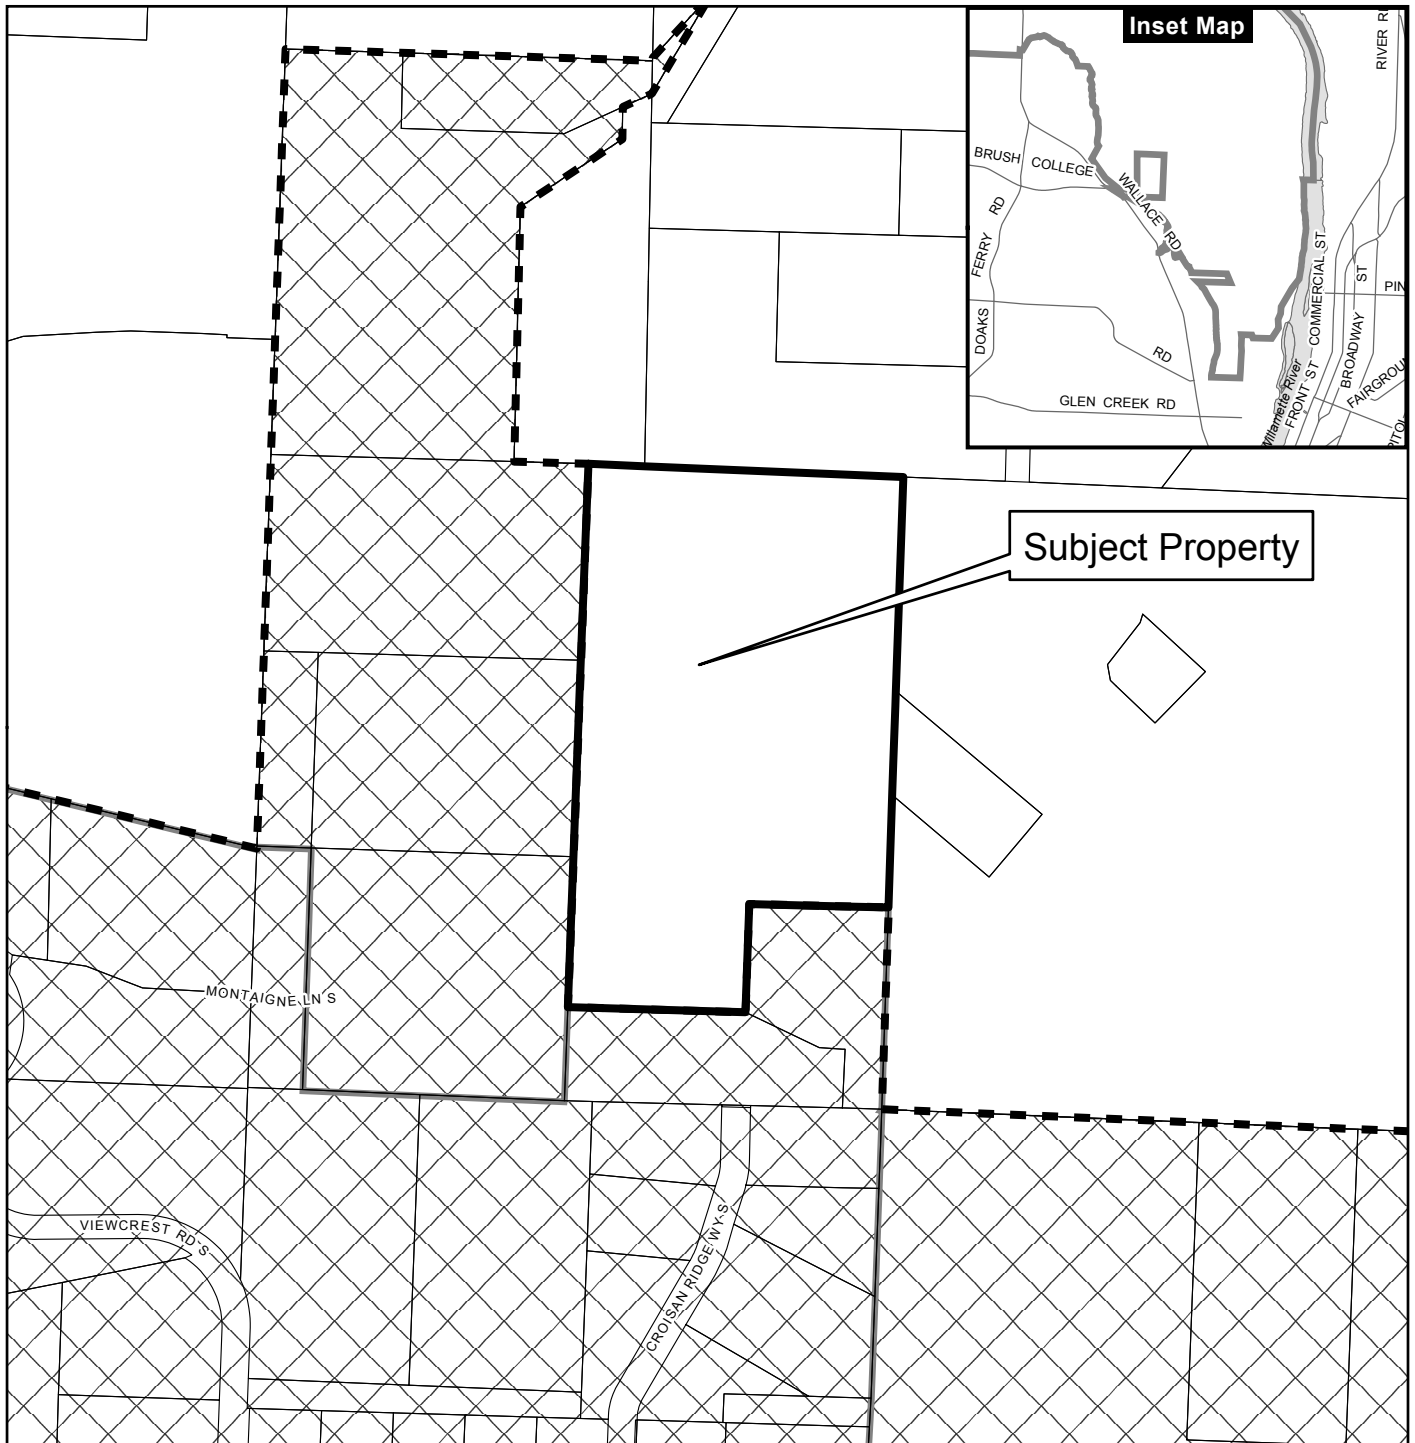 Inset Map
RIVER R
BRUSH COLLEGE
WALLACE RD
DOAKS FERRY RD
RD
GLEN CREEK RD
Willamette River
FRONT ST
COMMERCIAL ST
BROADWAY ST
PIN
FAIRGROU
PITOL
Subject Property
MONTAIGNE LN S
VIEWCREST RD S
CROISAN RIDGE WY S